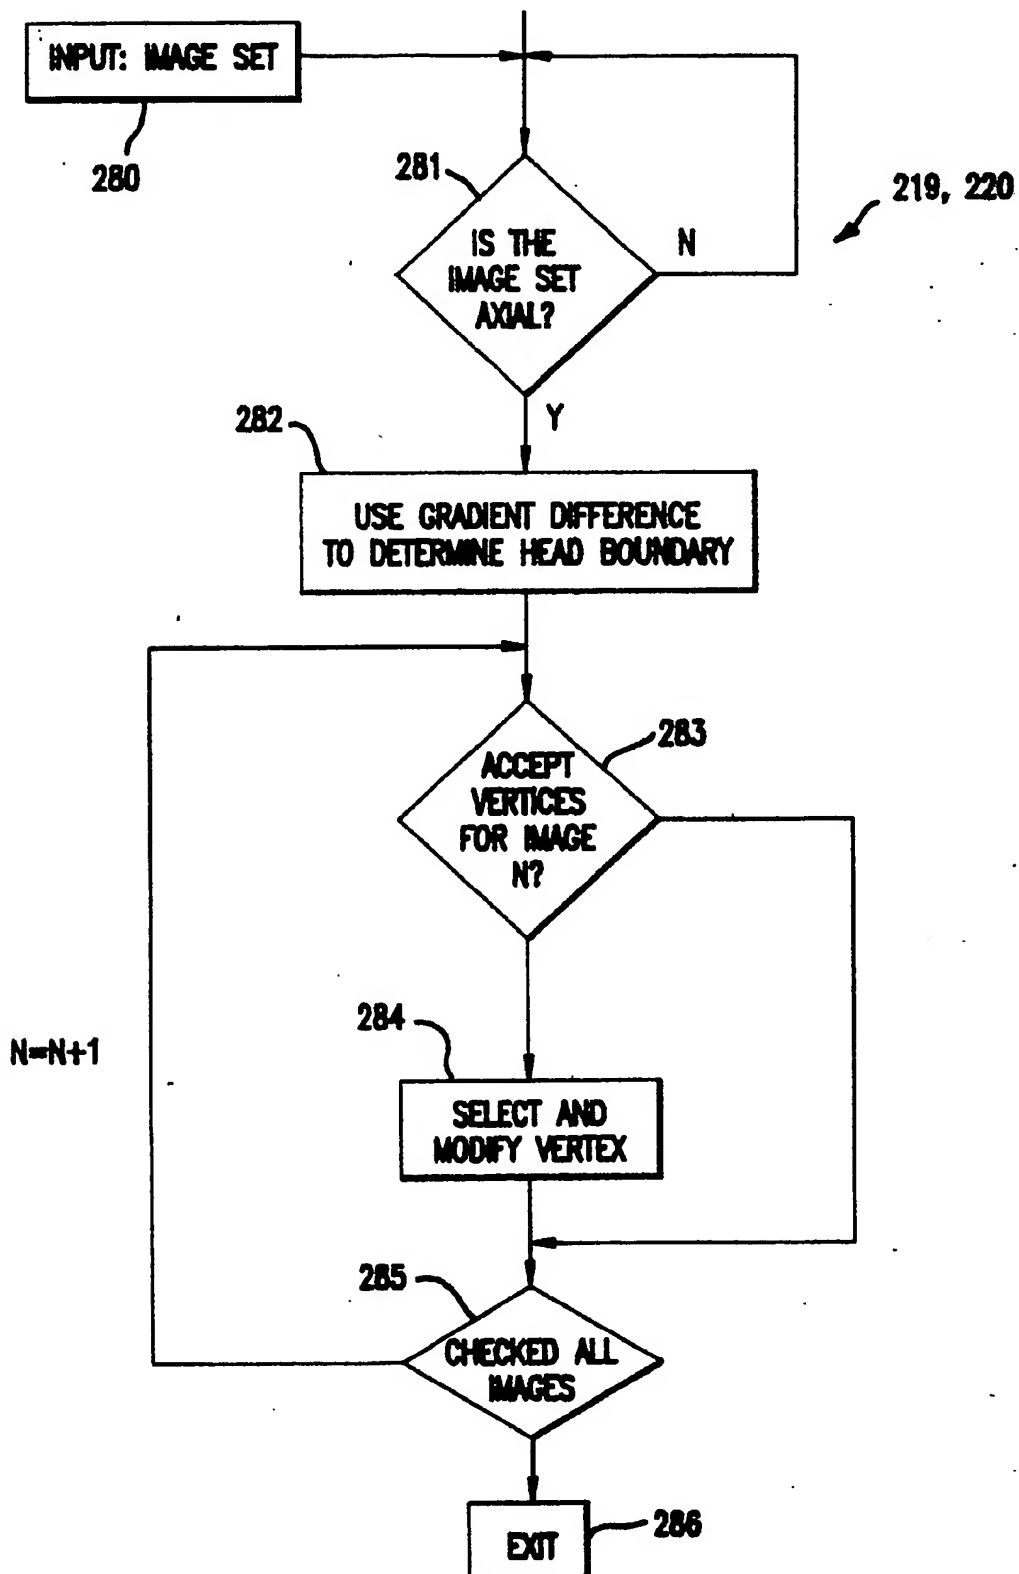 INPUT: IMAGE SET
280
281
219, 220
IS THE
IMAGE SET
AXIAL?
N
Y
282
USE GRADIENT DIFFERENCE
TO DETERMINE HEAD BOUNDARY
283
ACCEPT
VERTICES
FOR IMAGE
N?
284
N=N+1
SELECT AND
MODIFY VERTEX
285
CHECKED ALL
IMAGES
EXIT
286